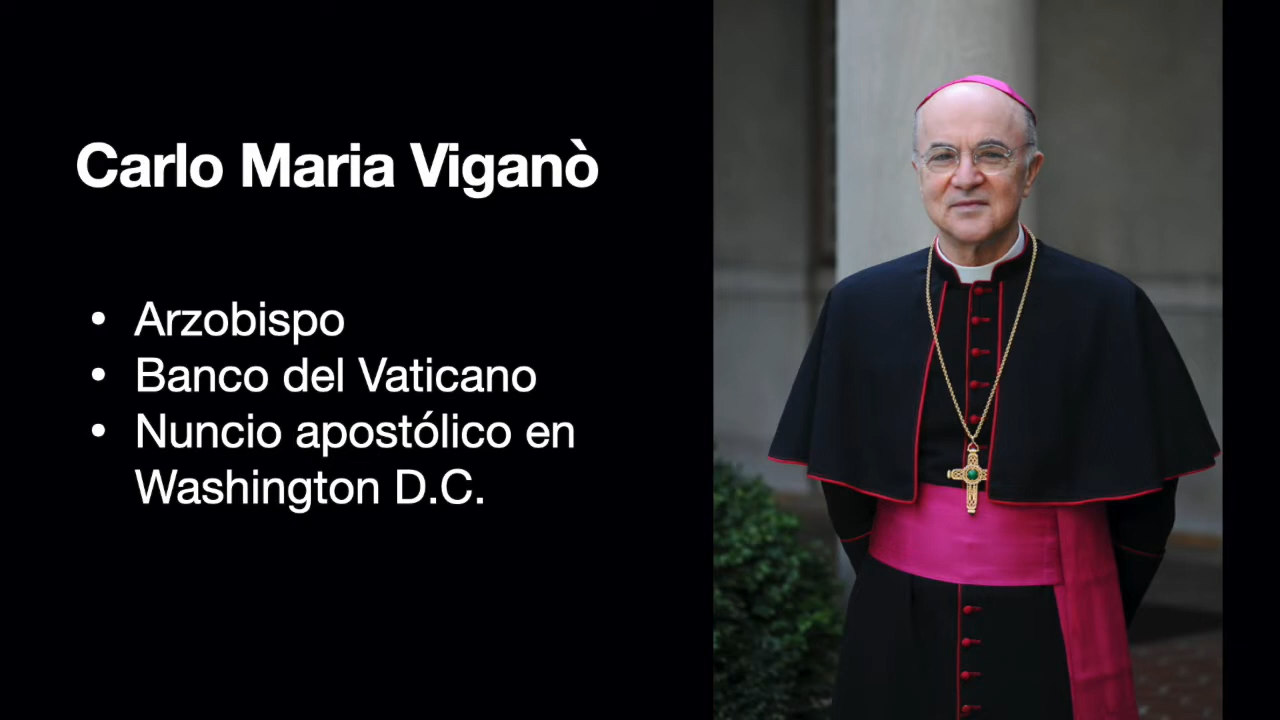 Carlo Maria Viganò
• Arzobispo
• Banco del Vaticano
• Nuncio apostólico en
Washington D.C.